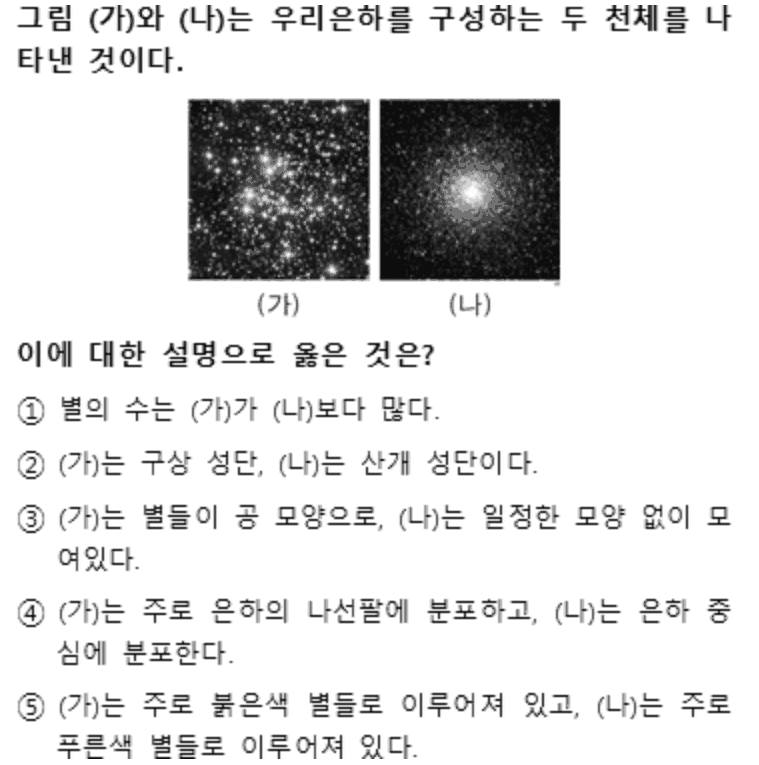 그림 (가)와 (나)는 우리은하를 구성하는 두 천체를 나
타낸 것이다.
(가) (나)
이에 대한 설명으로 옳은 것은?
① 별의 수는 (가)가 (나)보다 많다.
② (가)는 구상 성단, (나)는 산개 성단이다.
③ (가)는 별들이 공 모양으로, (나)는 일정한 모양 없이 모
여있다.
④ (가)는 주로 은하의 나선팔에 분포하고, (나)는 은하 중
심에 분포한다.
⑤ (가)는 주로 붉은색 별들로 이루어져 있고, (나)는 주로
푸른색 별들로 이루어져 있다.